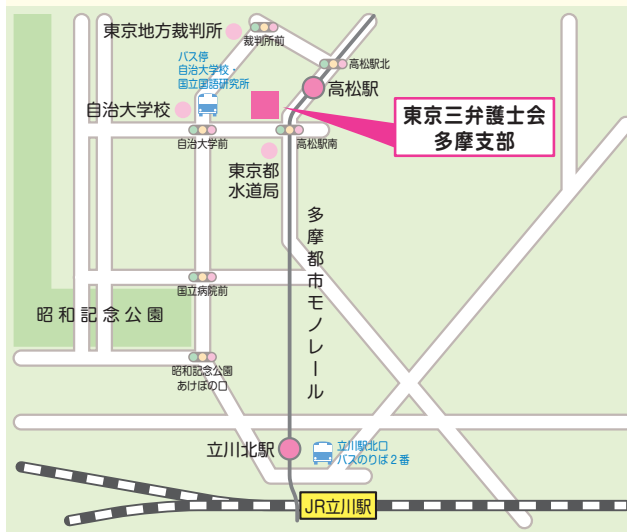 東京地方裁判所
裁判所前
バス停
自治大学校・
国立国語研究所
高松駅北
高松駅
自治大学校
東京三弁護士会
多摩支部
自治大学前
高松駅南
東京都
水道局
多摩都市モノレール
国立病院前
昭和記念公園
昭和記念公園
あけぼの口
立川北駅
立川駅北口
バスのりば2番
JR立川駅